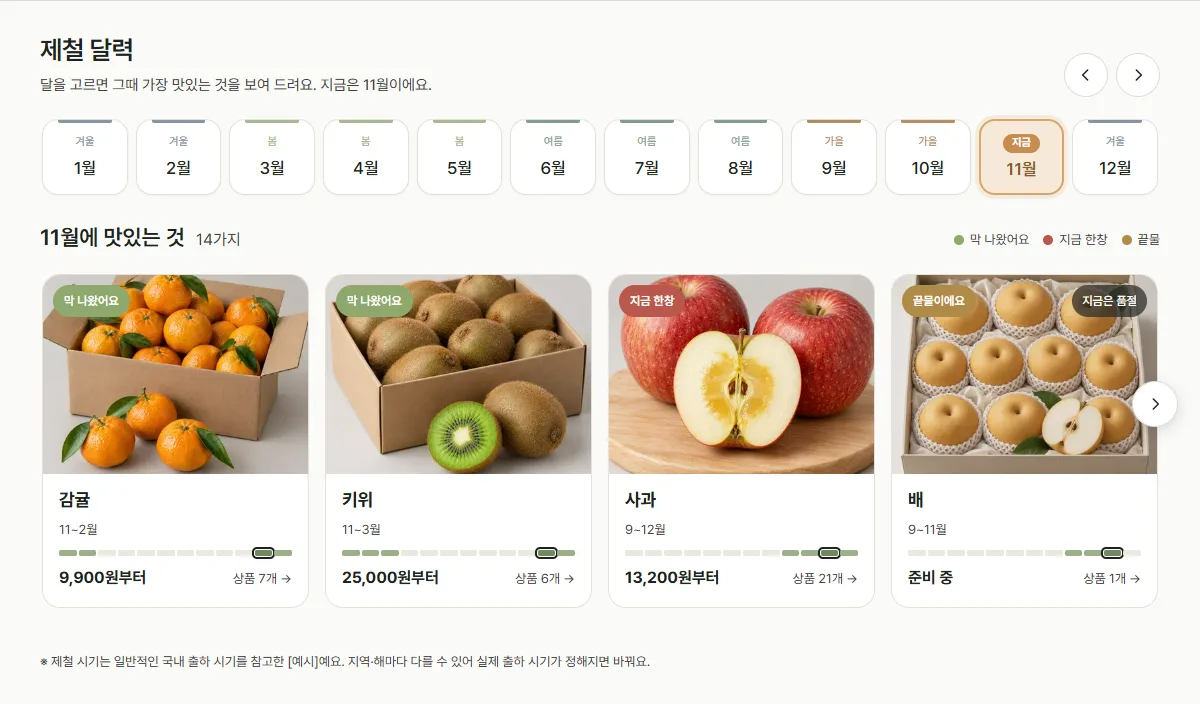 제철 달력
달을 고르면 그때 가장 맛있는 것을 보여 드려요. 지금은 11월이에요.
겨울 겨울 봄 봄 봄 여름 여름 여름 가을 가을 지금 겨울
1월 2월 3월 4월 5월 6월 7월 8월 9월 10월 11월 12월
11월에 맛있는 것 14가지
막 나왔어요 지금 한창 끝물
막 나왔어요
막 나왔어요
지금 한창
끝물이에요 지금은 품절
감귤
11~2월
9,900원부터 상품 7개 →
키위
11~3월
25,000원부터 상품 6개 →
사과
9~12월
13,200원부터 상품 21개 →
배
9~11월
준비 중 상품 1개 →
※ 제철 시기는 일반적인 국내 출하 시기를 참고한 [예시]예요. 지역·해마다 다를 수 있어 실제 출하 시기가 정해지면 바꿔요.